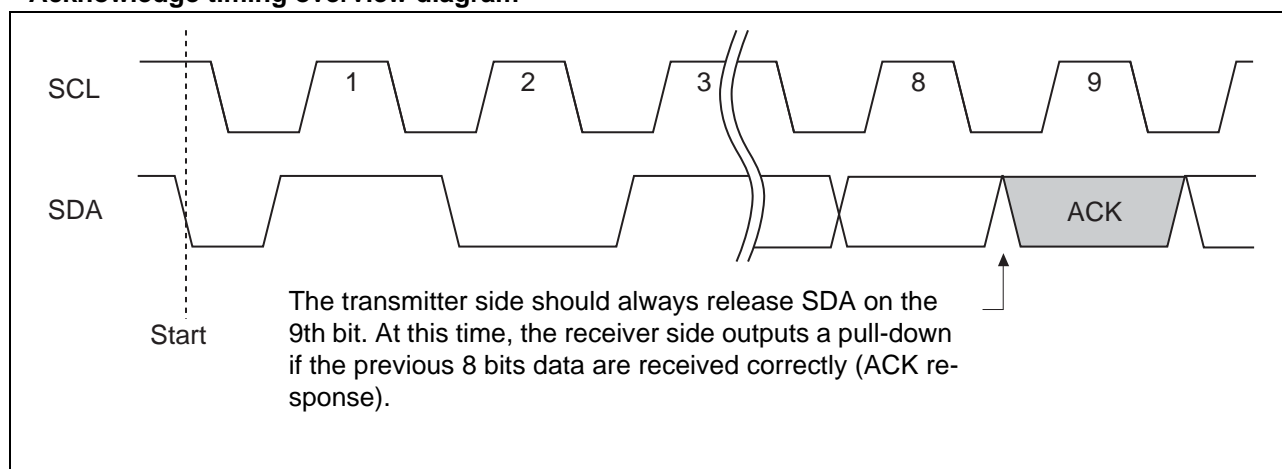 Acknowledge timing overview diagram
SCL 1 2 3 8 9
SDA ACK
Start
The transmitter side should always release SDA on the
9th bit. At this time, the receiver side outputs a pull-down
if the previous 8 bits data are received correctly (ACK re-
sponse).